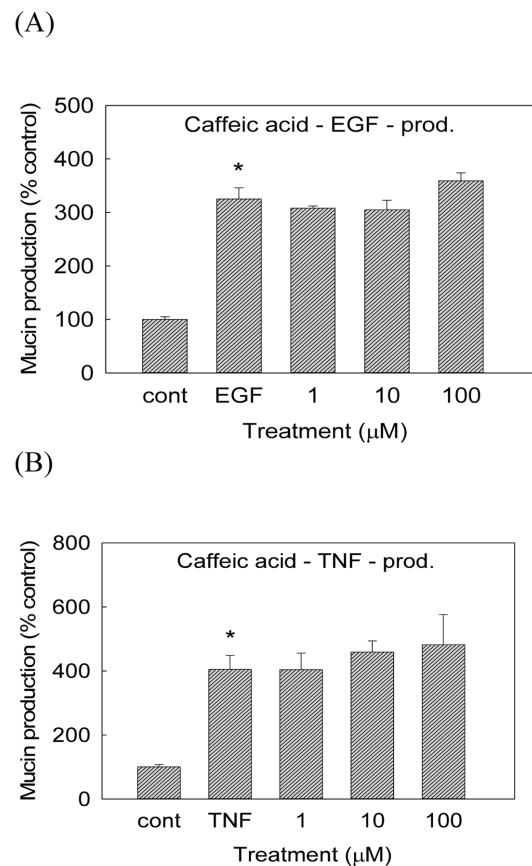 (A)
Mucin production (% control)
500
400
300
200
100
0
Caffeic acid - EGF - prod.
*
cont EGF 1 10 100
Treatment (μM)
(B)
Mucin production (% control)
800
600
400
200
0
Caffeic acid - TNF - prod.
*
cont TNF 1 10 100
Treatment (μM)